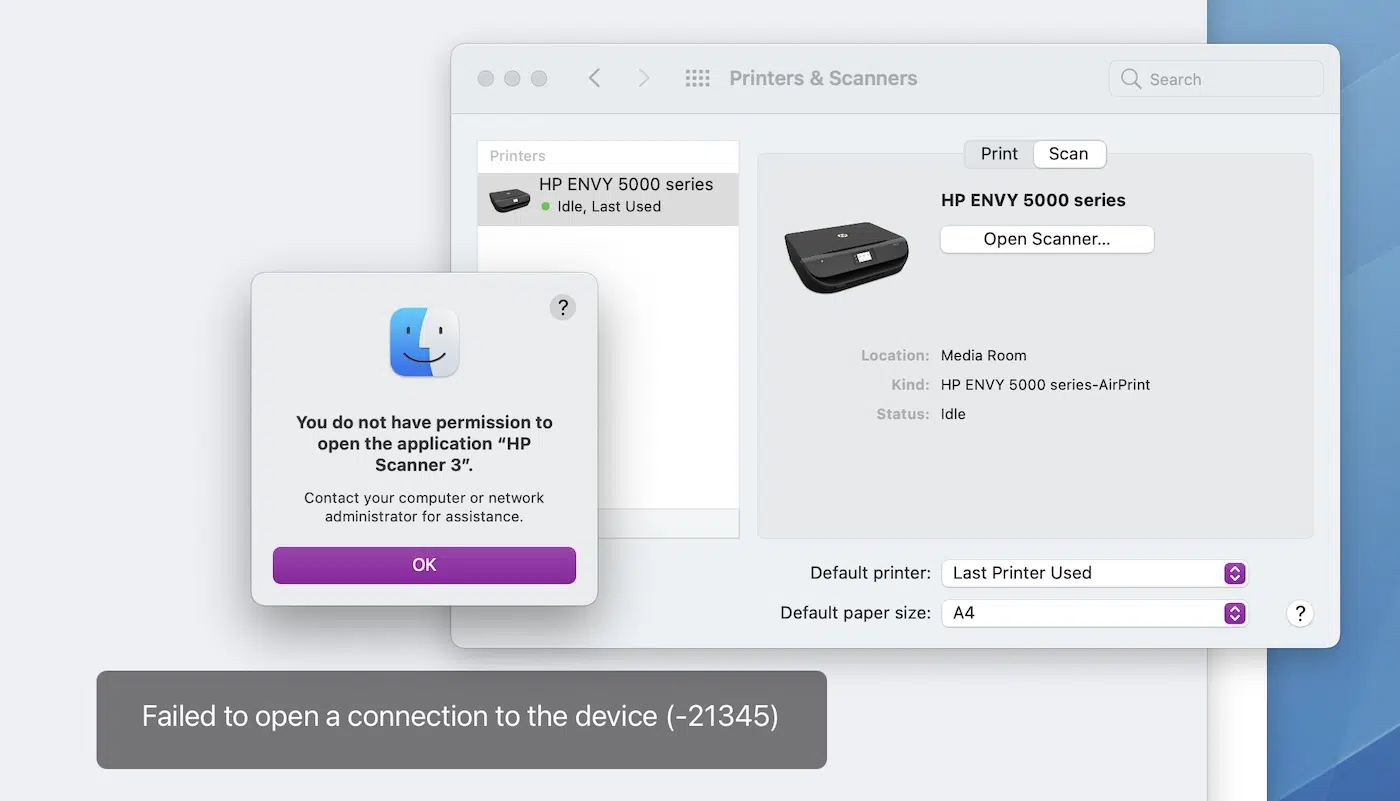 Printers & Scanners
Search
Printers
HP ENVY 5000 series
Idle, Last Used
Print
Scan
HP ENVY 5000 series
Open Scanner...
Location: Media Room
Kind: HP ENVY 5000 series-AirPrint
Status: Idle
Default printer: Last Printer Used
Default paper size: A4
?
?
You do not have permission to
open the application “HP
Scanner 3”.
Contact your computer or network
administrator for assistance.
OK
Failed to open a connection to the device (-21345)